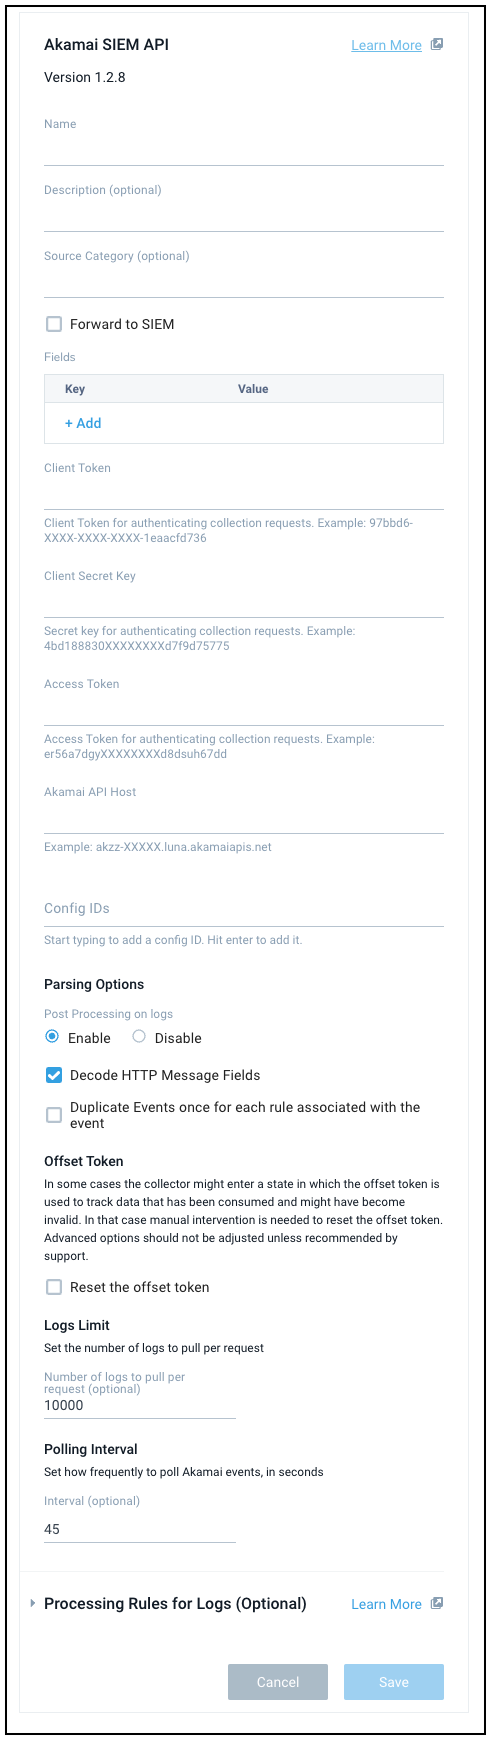 Akamai SIEM API
Learn More
Version 1.2.8
Name
Description (optional)
Source Category (optional)
Forward to SIEM
Fields
Key
Value
+ Add
Client Token
Client Token for authenticating collection requests. Example: 97bbd6-
XXXX-XXXX-XXXX-1eaacfd736
Client Secret Key
Secret key for authenticating collection requests. Example:
4bd188830XXXXXXXXd7f9d75775
Access Token
Access Token for authenticating collection requests. Example:
er56a7dgyXXXXXXXXd8dsuh67dd
Akamai API Host
Example: akzz-XXXXX.luna.akamaiapis.net
Config IDs
Start typing to add a config ID. Hit enter to add it.
Parsing Options
Post Processing on logs
Enable
Disable
Decode HTTP Message Fields
Duplicate Events once for each rule associated with the
event
Offset Token
In some cases the collector might enter a state in which the offset token is
used to track data that has been consumed and might have become
invalid. In that case manual intervention is needed to reset the offset token.
Advanced options should not be adjusted unless recommended by
support.
Reset the offset token
Logs Limit
Set the number of logs to pull per request
Number of logs to pull per
request (optional)
10000
Polling Interval
Set how frequently to poll Akamai events, in seconds
Interval (optional)
45
Processing Rules for Logs (Optional)
Learn More
Cancel
Save